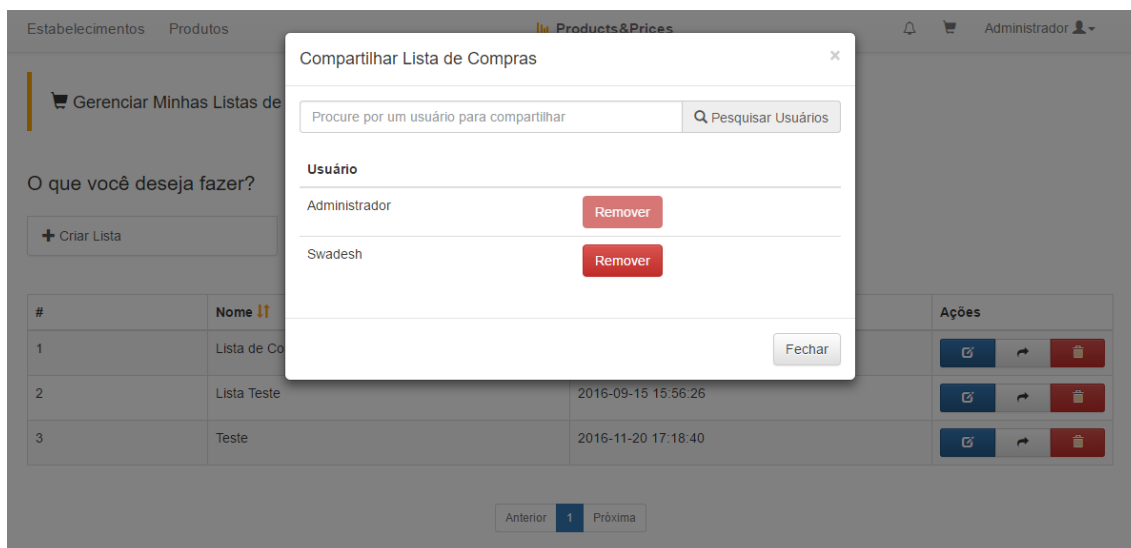 Estabelecimentos Produtos Products&Prices Administrador
Compartilhar Lista de Compras ×
Gerenciar Minhas Listas de
Procure por um usuário para compartilhar Pesquisar Usuários
Usuário
O que você deseja fazer?
Administrador Remover
Criar Lista
Swadesh Remover
# Nome Ações
Fechar
1 Lista de Co
2 Lista Teste 2016-09-15 15:56:26
3 Teste 2016-11-20 17:18:40
Anterior 1 Próxima